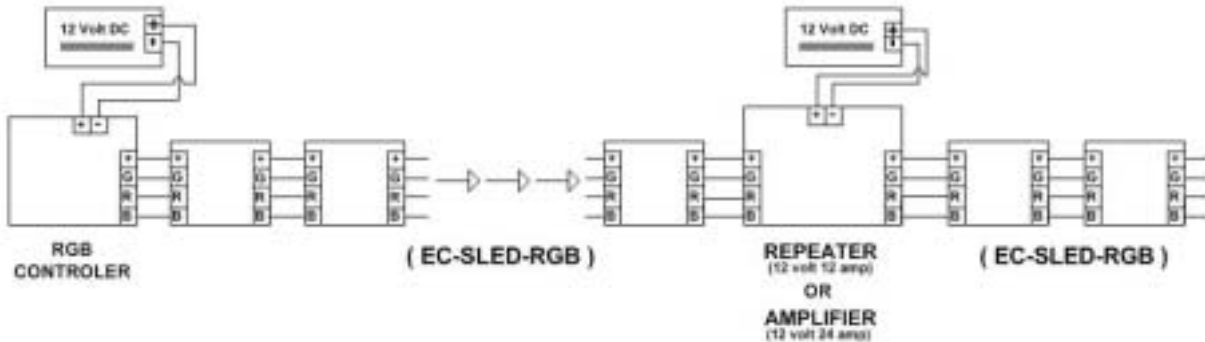 12 Volt DC
+
-
12 Volt DC
+
-
+ -
+ -
+ + + + + + + + + + + +
G G G G G G G G G G G G
R R R R R R R R R R R R
B B B B B B B B B B B B
RGB
CONTROLER
( EC-SLED-RGB )
REPEATER
(12 volt 12 amp)
OR
AMPLIFIER
(12 volt 24 amp)
( EC-SLED-RGB )